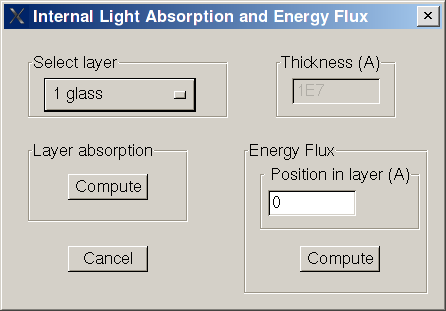 Internal Light Absorption and Energy Flux
Select layer
Thickness (A)
1 glass
1E7
Layer absorption
Energy Flux
Compute
Position in layer (A)
0
Cancel
Compute